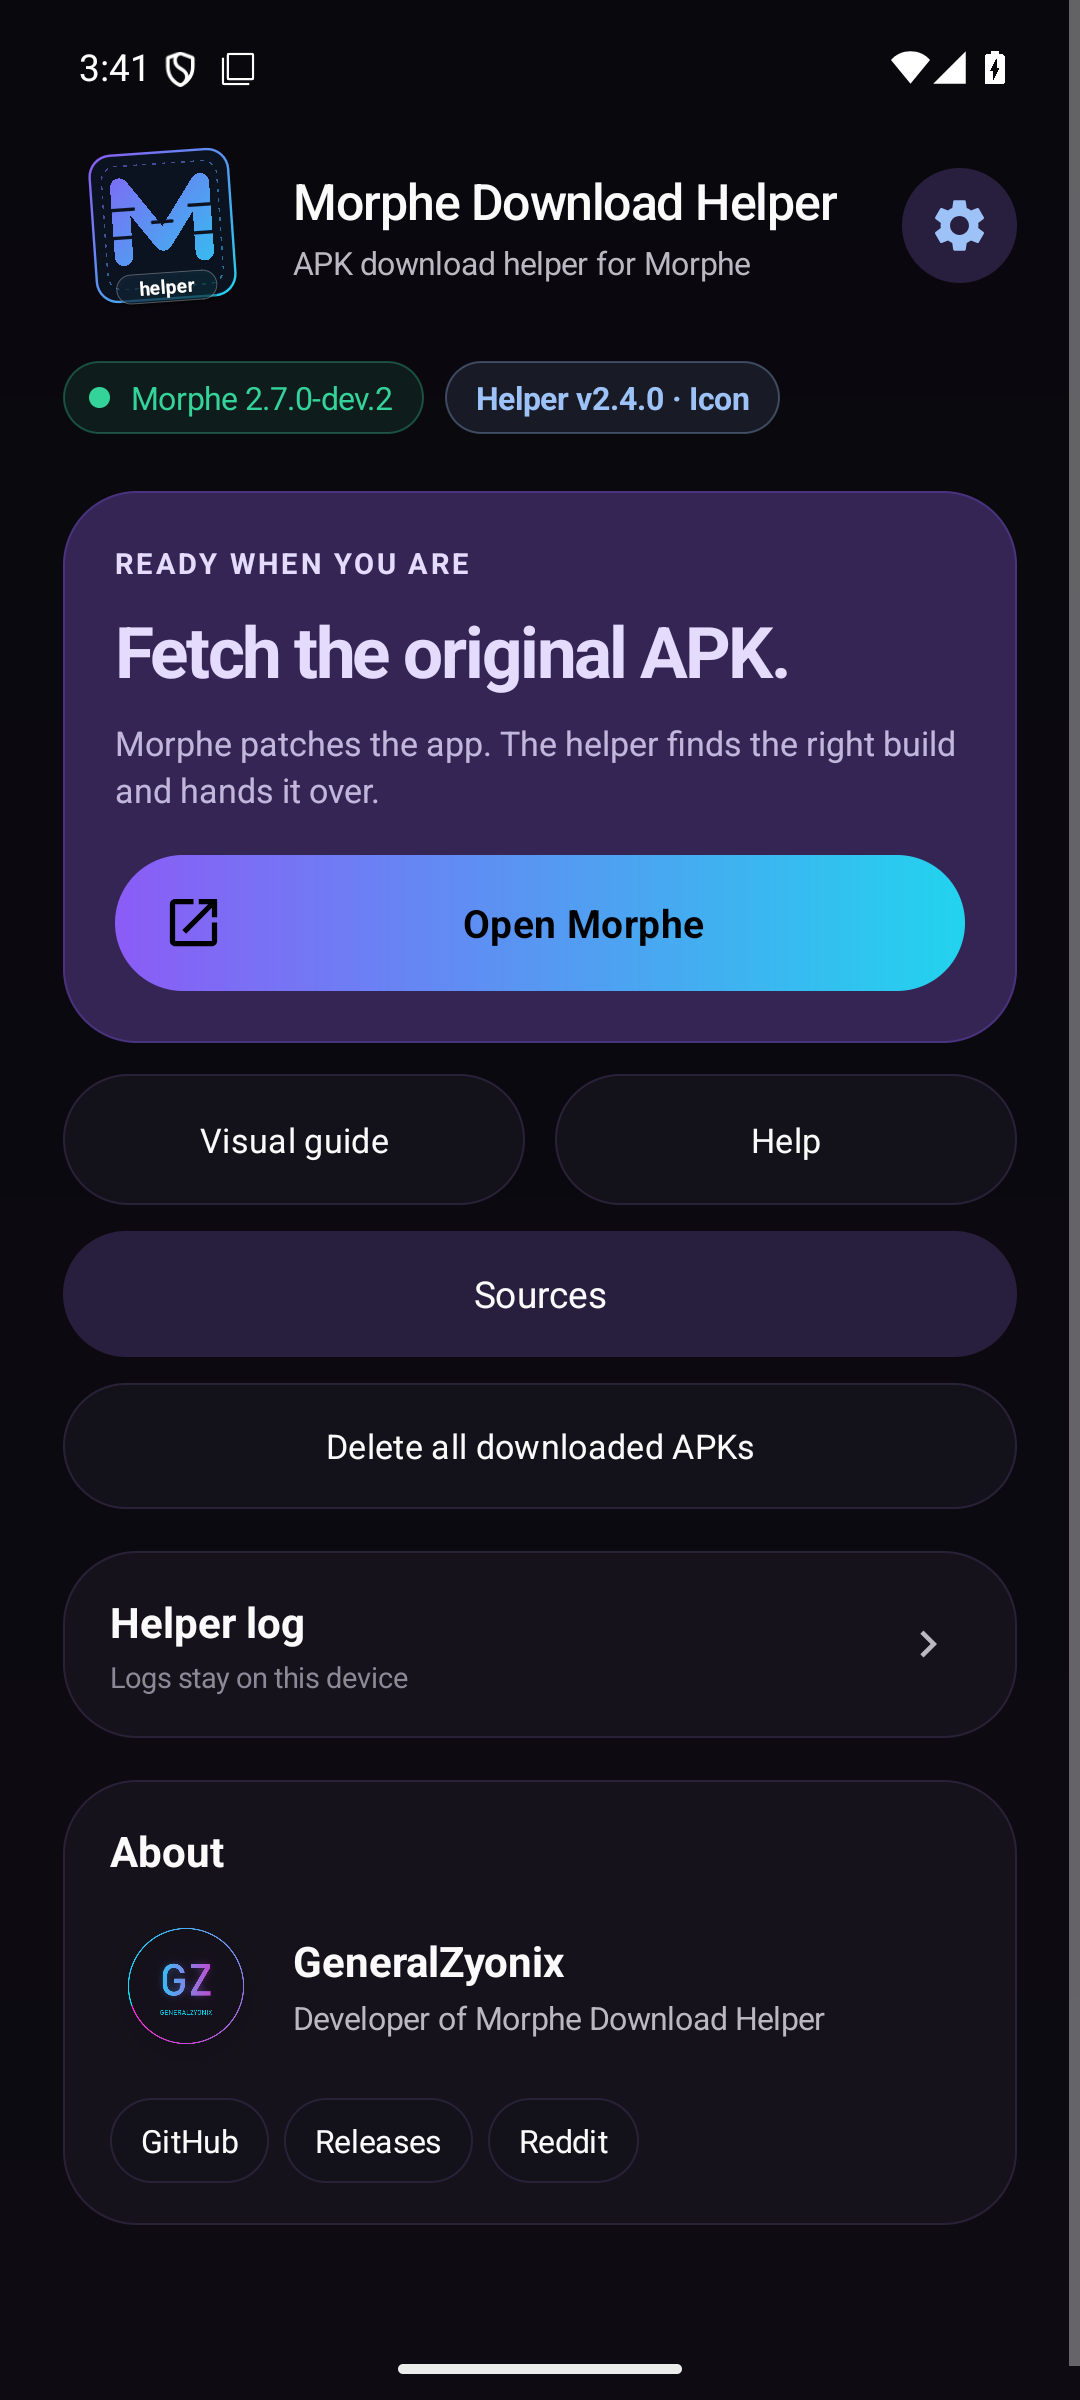 3:41
helper
Morphe Download Helper
APK download helper for Morphe
Morphe 2.7.0-dev.2
Helper v2.4.0 · Icon
READY WHEN YOU ARE
Fetch the original APK.
Morphe patches the app. The helper finds the right build
and hands it over.
Open Morphe
Visual guide
Help
Sources
Delete all downloaded APKs
Helper log
Logs stay on this device
About
GZ
GENERALZYONIX
GeneralZyonix
Developer of Morphe Download Helper
GitHub
Releases
Reddit